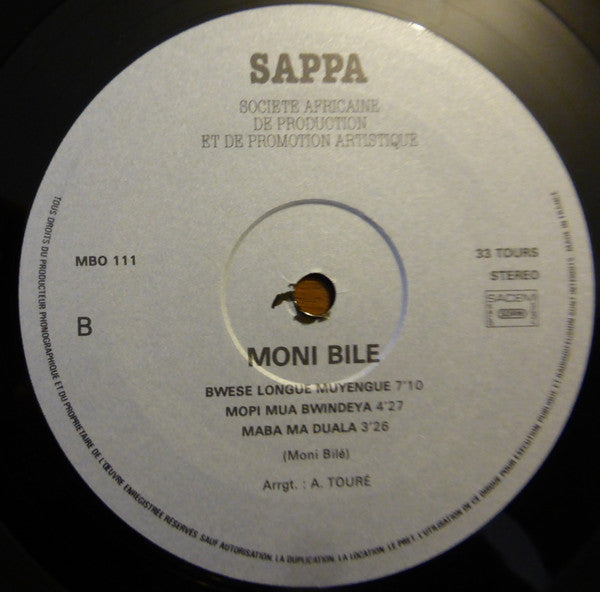 SAPPA
SOCIETE AFRICAINE
DE PRODUCTION
ET DE PROMOTION ARTISTIQUE
MBO 111
33 TOURS
STEREO
B
SACEM
MONI BILE
BWESE LONGUE MUYENGUE 7'10
MOPI MUA BWINDEYA 4'27
MABA MA DUALA 3'26
(Moni Bilé)
Arrgt. : A. TOURÉ
TOUS DROITS DU PRODUCTEUR PHONOGRAPHIQUE ET DU PROPRIETAIRE DE L'ŒUVRE ENREGISTREE RESERVES. SAUF AUTORISATION, LA DUPLICATION, LA LOCATION, LE PRET, L'UTILISATION DE CE DISQUE POUR EXECUTION PUBLIQUE ET RADIODIFFUSION SONT INTERDITS. MADE IN FRANCE